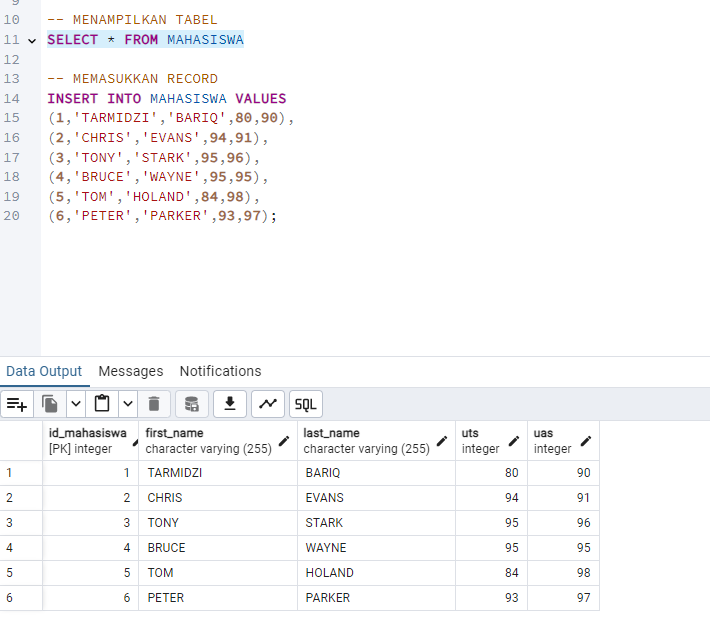 9
10 -- MENAMPILKAN TABEL
11 SELECT * FROM MAHASISWA
12
13 -- MEMASUKKAN RECORD
14 INSERT INTO MAHASISWA VALUES
15 (1,'TARMIDZI','BARIQ',80,90),
16 (2,'CHRIS','EVANS',94,91),
17 (3,'TONY','STARK',95,96),
18 (4,'BRUCE','WAYNE',95,95),
19 (5,'TOM','HOLAND',84,98),
20 (6,'PETER','PARKER',93,97);
Data Output Messages Notifications
SQL
id_mahasiswa first_name last_name uts uas
[PK] integer character varying (255) character varying (255) integer integer
1 1 TARMIDZI BARIQ 80 90
2 2 CHRIS EVANS 94 91
3 3 TONY STARK 95 96
4 4 BRUCE WAYNE 95 95
5 5 TOM HOLAND 84 98
6 6 PETER PARKER 93 97